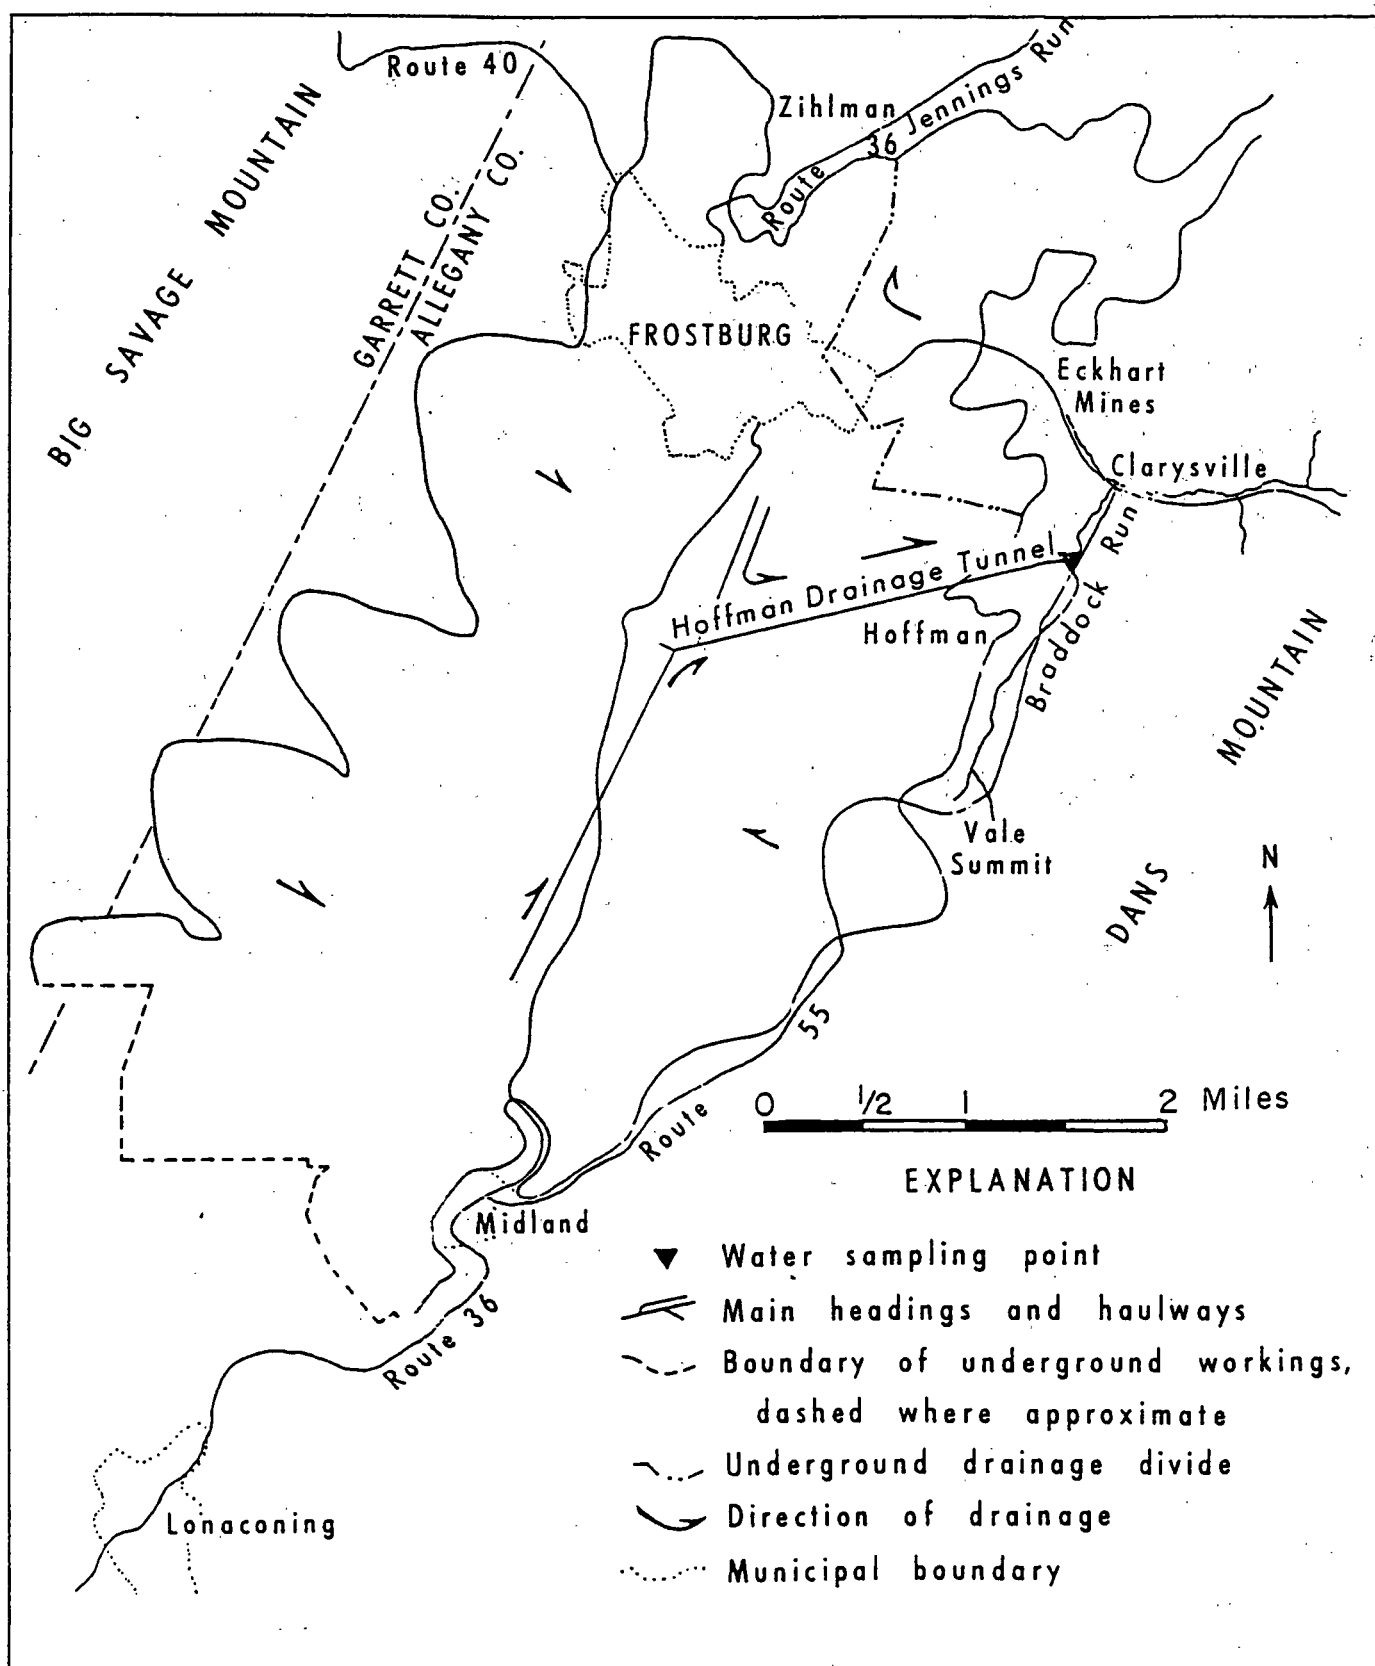 Route 40
BIG SAVAGE MOUNTAIN
GARRETT CO.
ALLEGANY CO.
Zihlman
Jennings Run
Route 36
FROSTBURG
Eckhart
Mines
Clarysville
Hoffman Drainage Tunnel
Hoffman
Braddock Run
Vale
Summit
DANS MOUNTAIN
N
Route 55
0 1/2 1 2 Miles
Midland
Route 36
Lonaconing
EXPLANATION
Water sampling point
Main headings and haulways
Boundary of underground workings,
dashed where approximate
Underground drainage divide
Direction of drainage
Municipal boundary